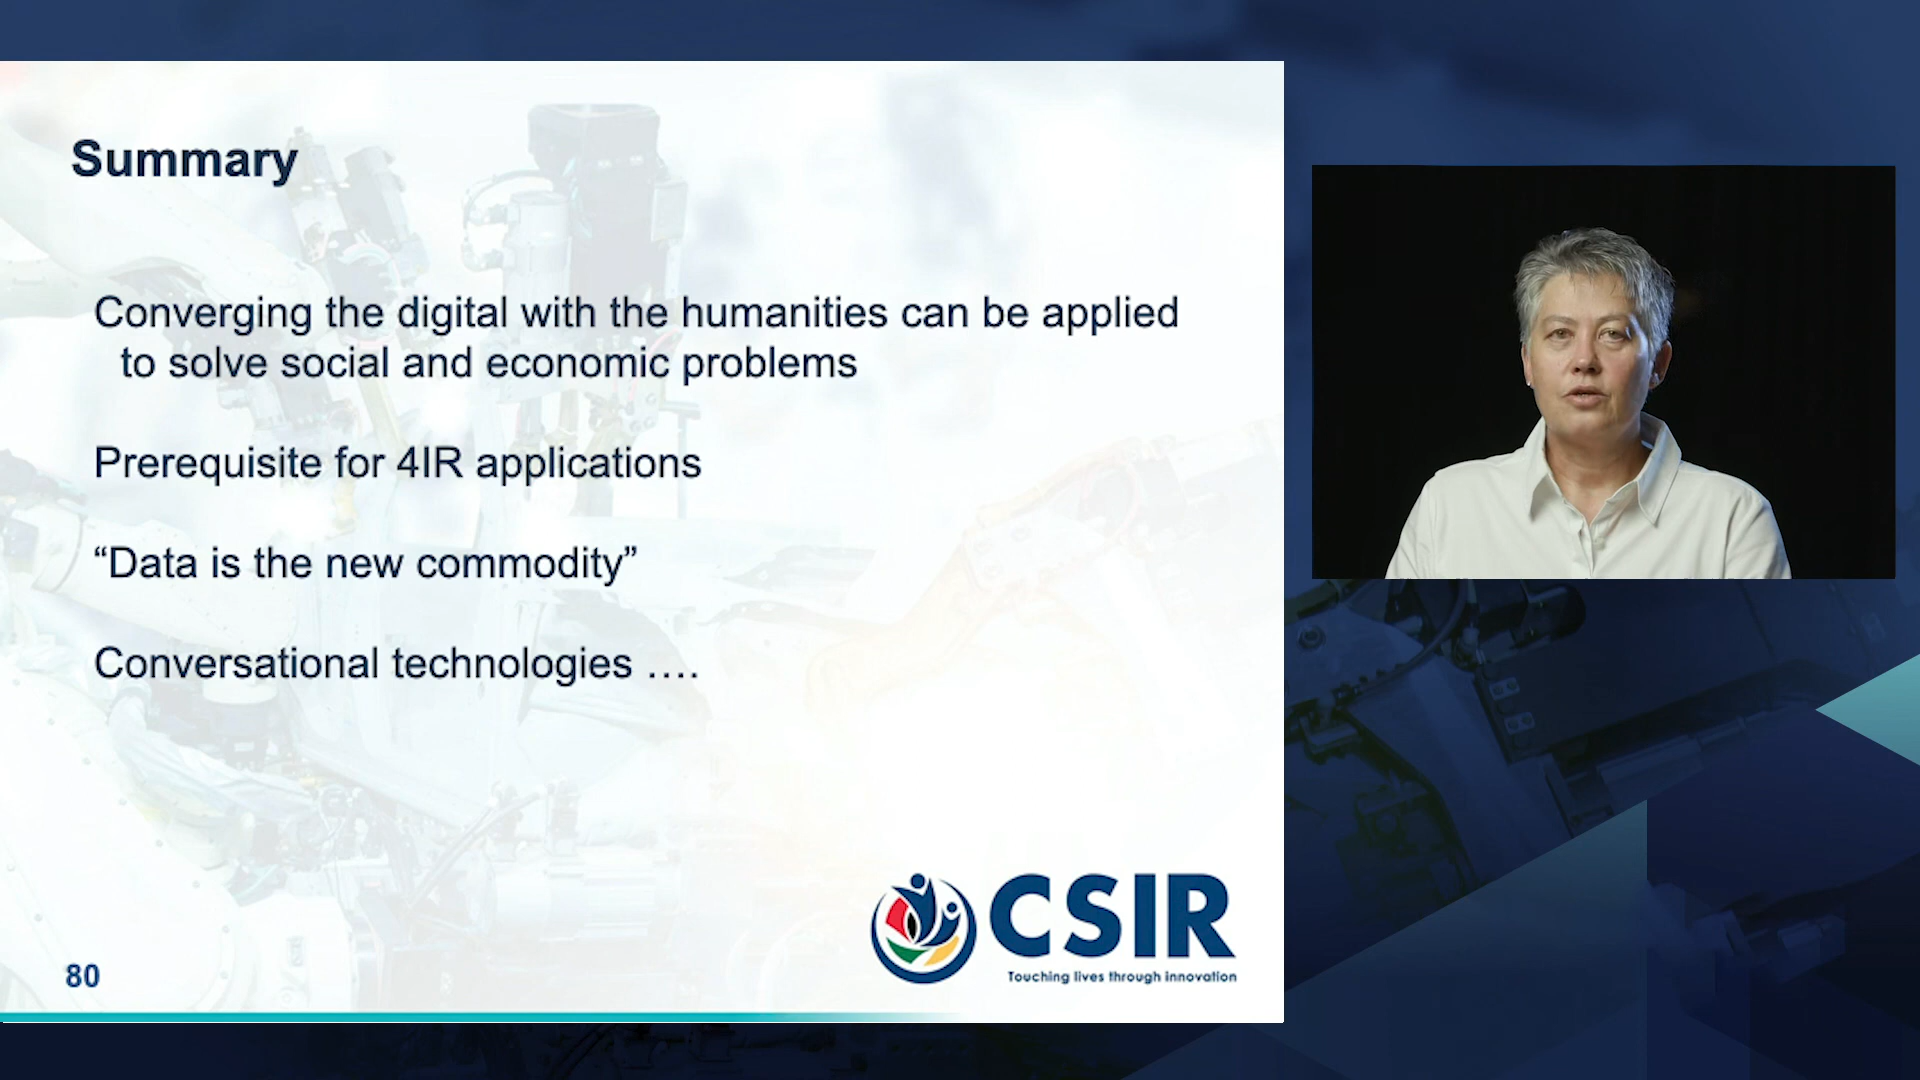 Summary
Converging the digital with the humanities can be applied
to solve social and economic problems
Prerequisite for 4IR applications
“Data is the new commodity”
Conversational technologies ….
CSIR
Touching lives through innovation
80